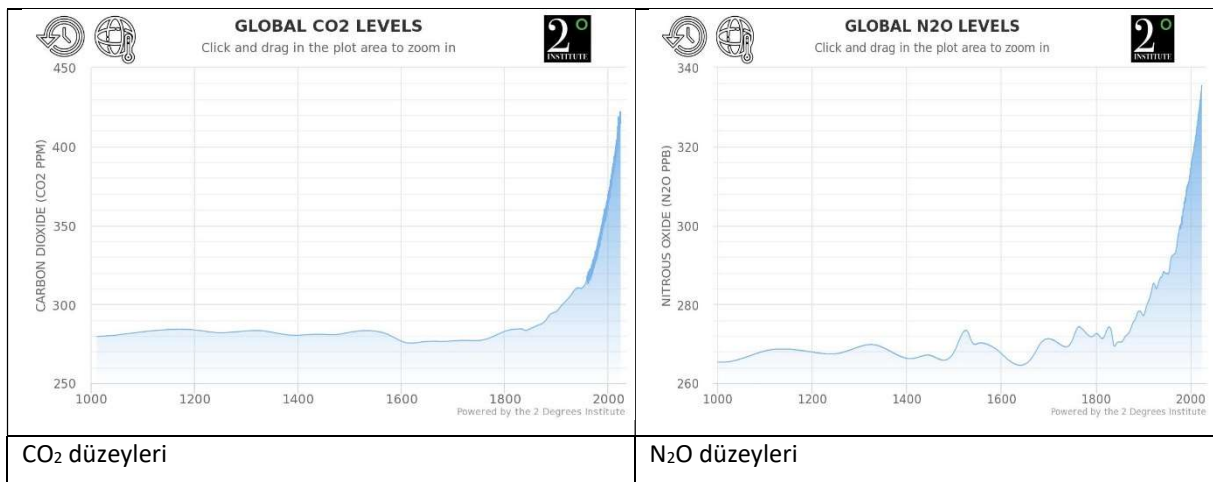 GLOBAL CO2 LEVELS
Click and drag in the plot area to zoom in
2°
INSTITUTE
CARBON DIOXIDE (CO2 PPM)
450
400
350
300
250
1000
1200
1400
1600
1800
2000
Powered by the 2 Degrees Institute
CO₂ düzeyleri
GLOBAL N2O LEVELS
Click and drag in the plot area to zoom in
2°
INSTITUTE
NITROUS OXIDE (N2O PPB)
340
320
300
280
260
1000
1200
1400
1600
1800
2000
Powered by the 2 Degrees Institute
N₂O düzeyleri